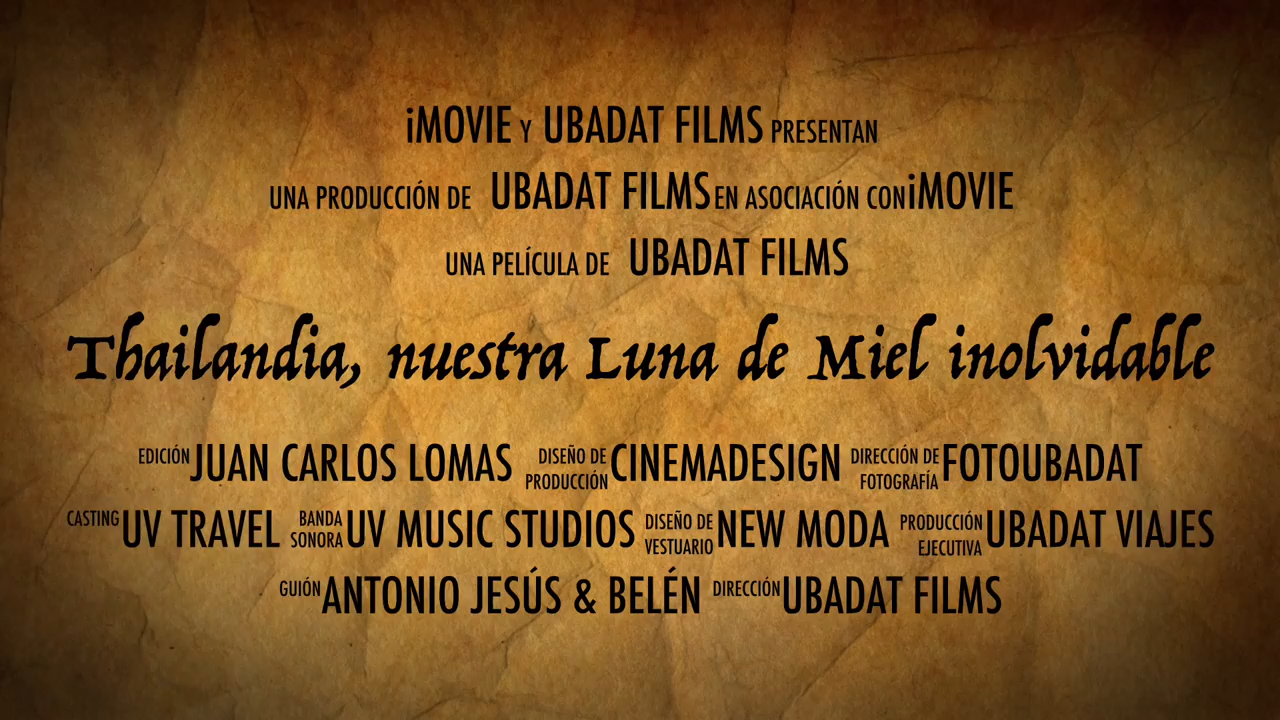 iMOVIE Y UBADAT FILMS PRESENTAN
UNA PRODUCCIÓN DE UBADAT FILMS EN ASOCIACIÓN CON iMOVIE
UNA PELÍCULA DE UBADAT FILMS
Thailandia, nuestra Luna de Miel inolvidable
EDICIÓN JUAN CARLOS LOMAS DISEÑO DE PRODUCCIÓN CINEMADESIGN DIRECCIÓN DE FOTOGRAFÍA FOTOUBADAT
CASTING UV TRAVEL BANDA SONORA UV MUSIC STUDIOS DISEÑO DE VESTUARIO NEW MODA PRODUCCIÓN EJECUTIVA UBADAT VIAJES
GUIÓN ANTONIO JESÚS & BELÉN DIRECCIÓN UBADAT FILMS